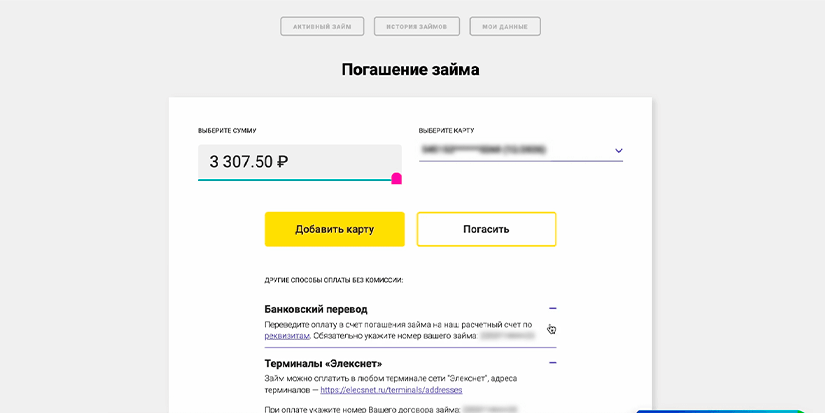 АКТИВНЫЙ ЗАЙМ ИСТОРИЯ ЗАЙМОВ МОИ ДАННЫЕ
Погашение займа
ВЫБЕРИТЕ СУММУ
ВЫБЕРИТЕ КАРТУ
3 307.50 ₽
Добавить карту
Погасить
ДРУГИЕ СПОСОБЫ ОПЛАТЫ БЕЗ КОМИССИИ:
Банковский перевод
Переведите оплату в счет погашения займа на наш расчетный счет по
реквизитам. Обязательно укажите номер вашего займа:
Терминалы «Элекснет»
Займ можно оплатить в любом терминале сети "Элекснет", адреса
терминалов — https://elecsnet.ru/terminals/addresses
При оплате укажите номер Вашего договора займа: